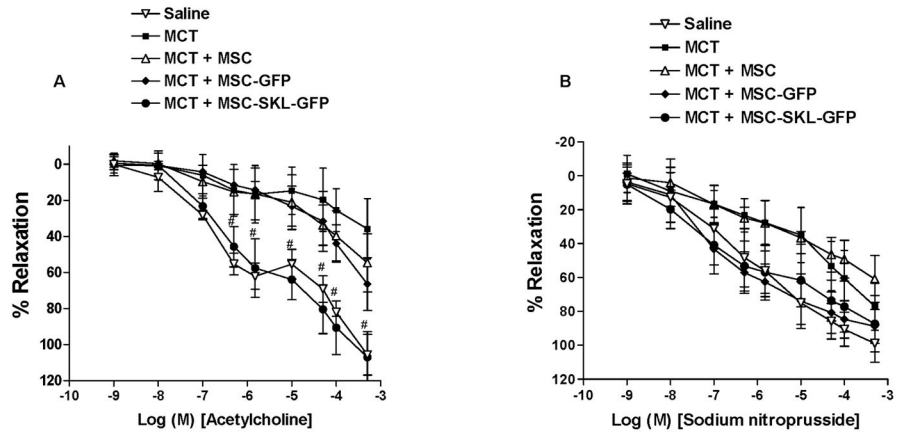 Saline
MCT
MCT + MSC
MCT + MSC-GFP
MCT + MSC-SKL-GFP
A
0
20
40
60
80
100
120
% Relaxation
# # # # # #
-10 -9 -8 -7 -6 -5 -4 -3
Log (M) [Acetylcholine]
Saline
MCT
MCT + MSC
MCT + MSC-GFP
MCT + MSC-SKL-GFP
B
-20
0
20
40
60
80
100
120
% Relaxation
-10 -9 -8 -7 -6 -5 -4 -3
Log (M) [Sodium nitroprusside]